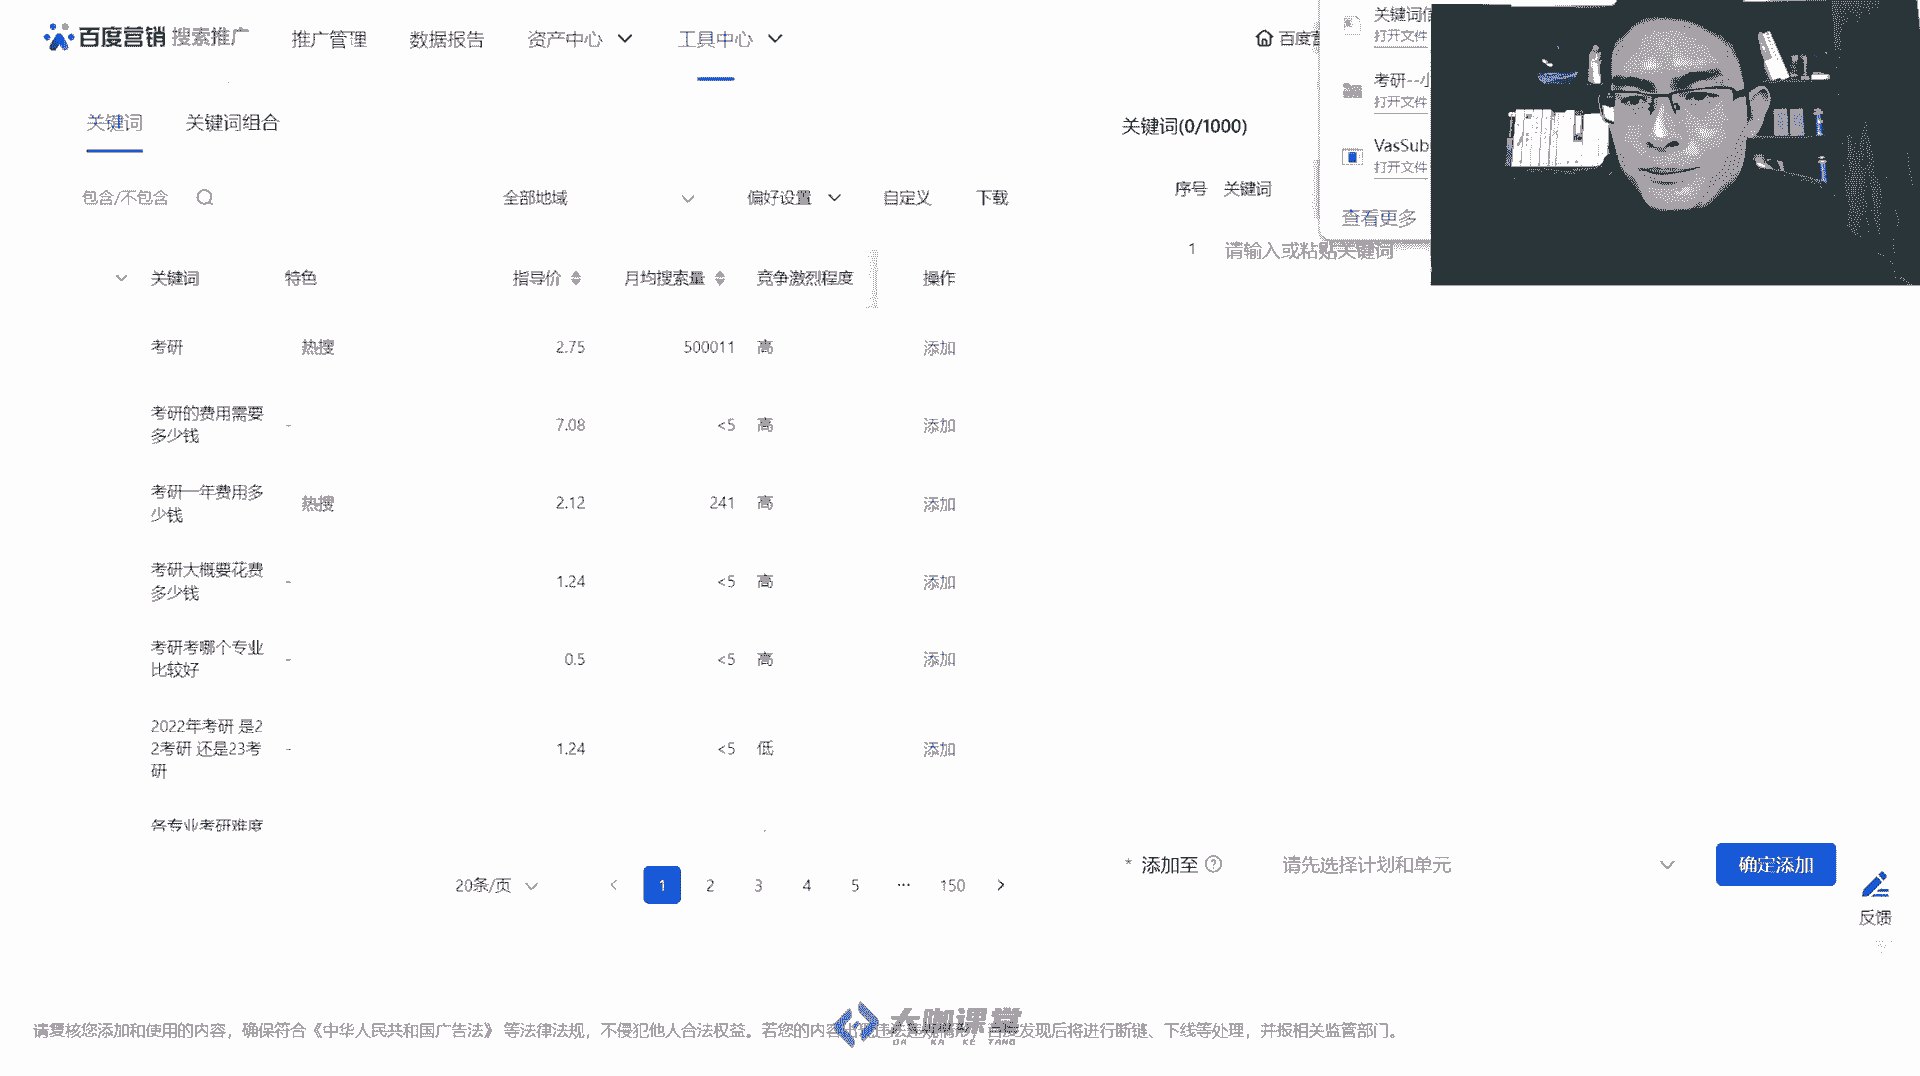 百度营销 搜索推广 推广管理 数据报告 资产中心 工具中心 百度营
关键词信
打开文件
考研--小
打开文件
VasSub
打开文件
查看更多
关键词 关键词组合
关键词(0/1000)
包含/不包含 全部地域 偏好设置 自定义 下载
序号 关键词
1 请输入或粘贴关键词
关键词 特色 指导价 月均搜索量 竞争激烈程度 操作
考研 热搜 2.75 500011 高 添加
考研的费用需要
多少钱 - 7.08 <5 高 添加
考研一年费用多
少钱 热搜 2.12 241 高 添加
考研大概要花费
多少钱 - 1.24 <5 高 添加
考研考哪个专业
比较好 - 0.5 <5 高 添加
2022年考研 是2
2考研 还是23考
研 - 1.24 <5 低 添加
各专业考研难度
* 添加至 请先选择计划和单元 确定添加
20条/页 1 2 3 4 5 ··· 150
反馈
请复核您添加和使用的内容，确保符合《中华人民共和国广告法》 等法律法规，不侵犯他人合法权益。若您的内容出现违法违规情形，百度发现后将进行断链、下线等处理，并报相关监管部门。
大咖课堂
DA KA KE TANG